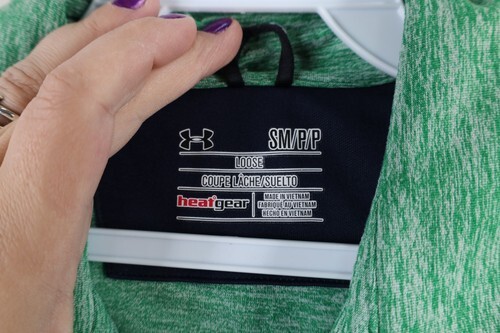 SM/P/P
LOOSE
COUPE LÂCHE/SUELTO
heatgear
MADE IN VIETNAM
FABRIQUÉ AU VIETNAM
HECHO EN VIETNAM